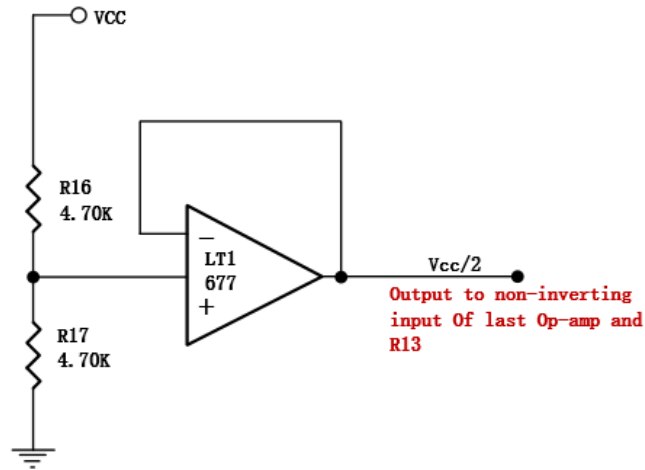 VCC
R16
4.70K
−
LT1
677
+
Vcc/2
Output to non-inverting
input Of last Op-amp and
R13
R17
4.70K